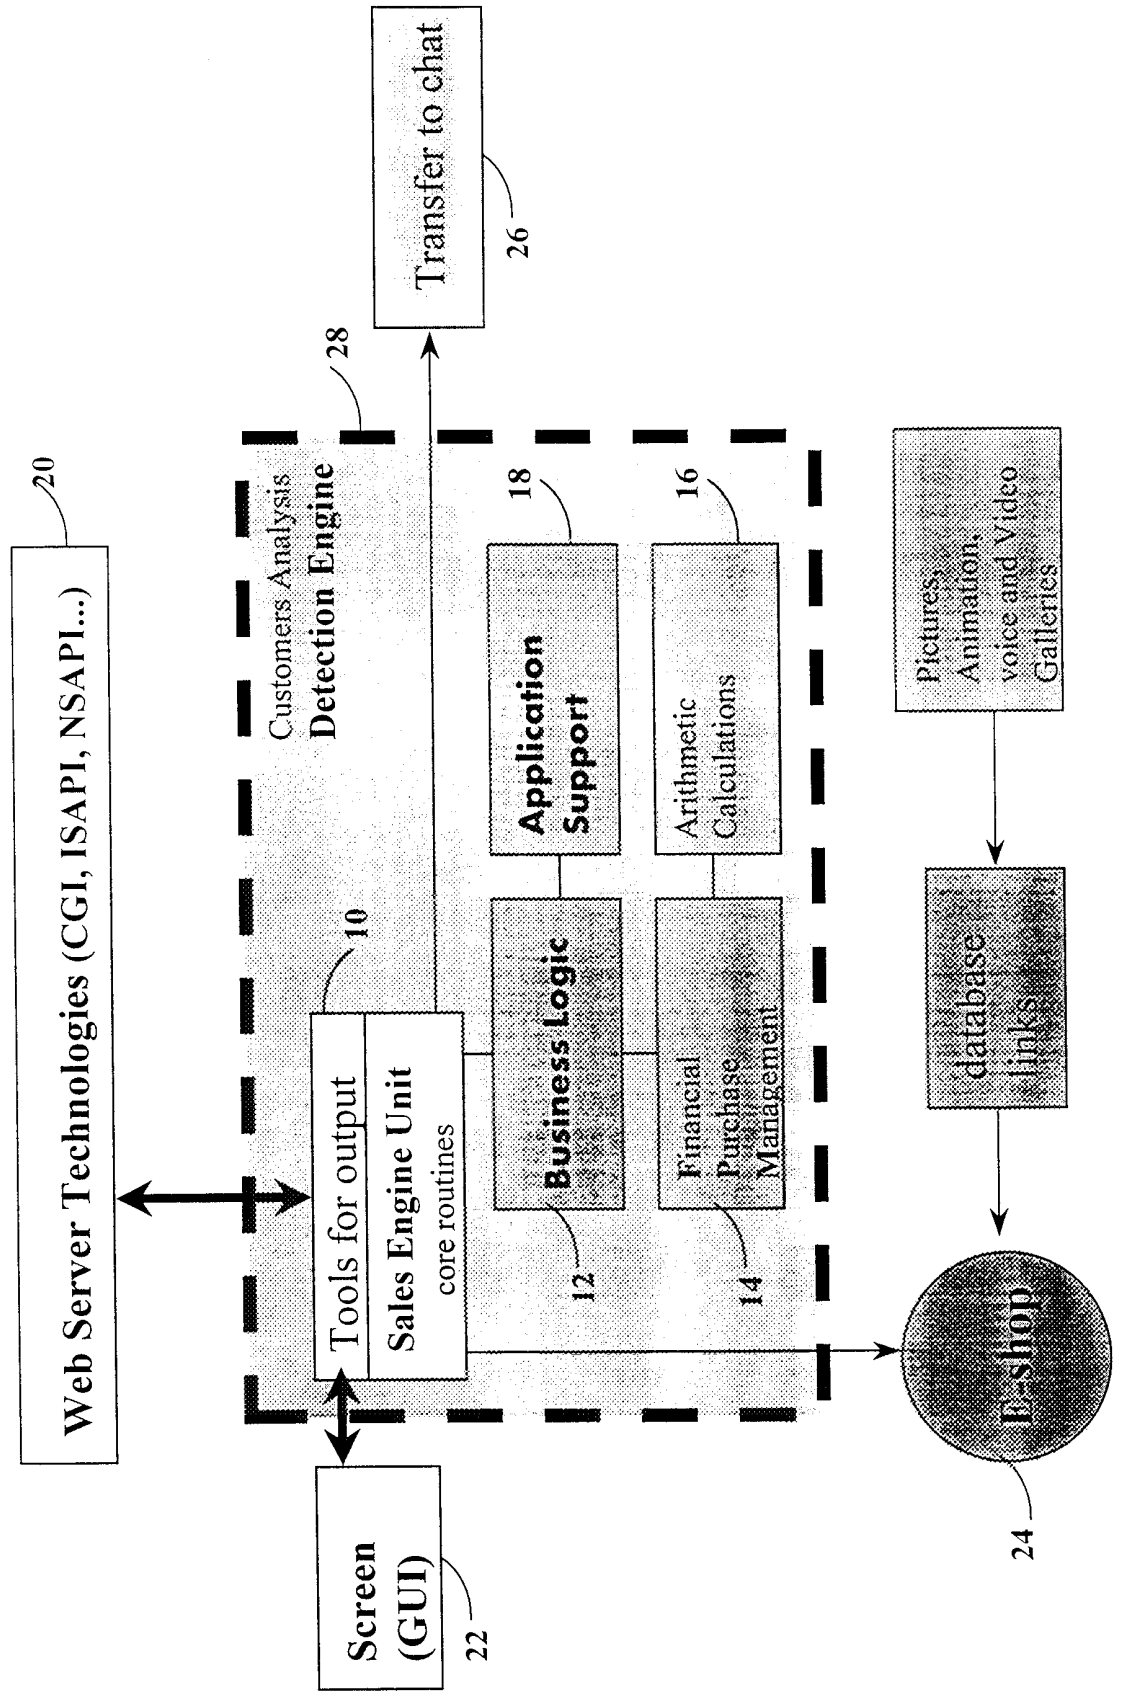 Web Server Technologies (CGI, ISAPI, NSAPI...)
20
Screen
(GUI)
22
Tools for output
Sales Engine Unit
core routines
10
Customers Analysis
Detection Engine
28
Transfer to chat
26
Business Logic
12
Application
Support
18
Financial
Purchase
Management
14
Arithmetic
Calculations
16
E-shop
24
database
links
Pictures,
Animation,
voice and Video
Galleries